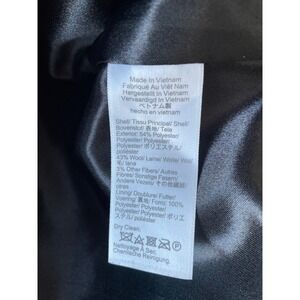 Made In Vietnam
Fabriqué Au Viêt Nam
Hergestellt In Vietnam
Vervaardigd In Vietnam
ベトナム製
hecho en vietnam
Shell/ Tissu Principal/ Shell/
Bovenstof/ 表地/ Tela
Exterior: 54% Polyester/
Polyester/ Polyester/
Polyester/ ポリエステル/
poliéster
43% Wool/ Laine/ Wolle/ Wol/
毛/ lana
3% Other Fibers/ Autres
Fibres/ Sonstige Fasern/
Andere Vezels/ その他繊維/
otras
Lining/ Doublure/ Futter/
Voering/ 裏地/ Forro: 100%
Polyester/ Polyester/
Polyester/ Polyester/ ポリエ
ステル/ poliéster
Dry Clean.
Nettoyage À Sec.
Chemische Reinigung.